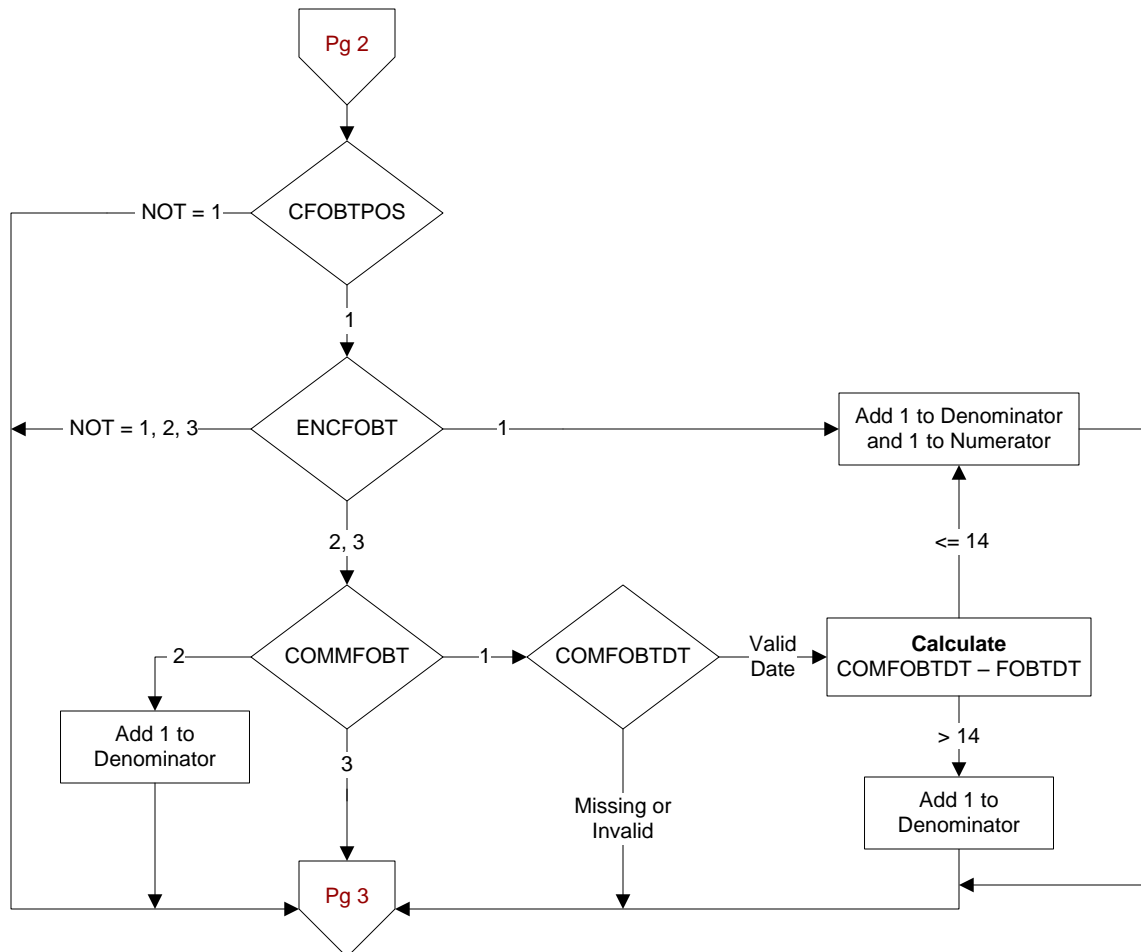 Pg 2
CFOBTPOS
NOT = 1
1
ENCFOBT
NOT = 1, 2, 3
1
Add 1 to Denominator
and 1 to Numerator
2, 3
<= 14
COMMFOBT
2
1
COMFOBTDT
Valid
Date
Calculate
COMFOBTDT – FOBTDT
Add 1 to
Denominator
3
> 14
Missing or
Invalid
Add 1 to
Denominator
Pg 3